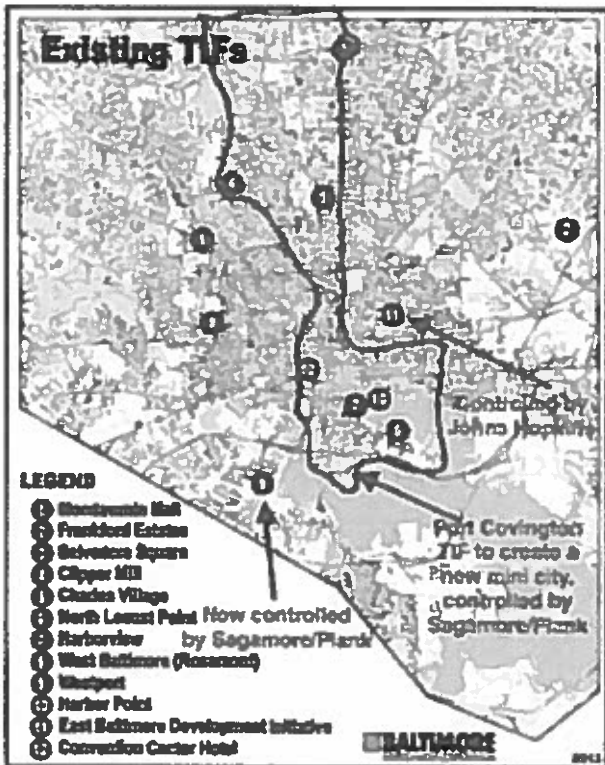 Existing TIFs
Controlled by
Johns Hopkins
LEGEND
Mondawmin Mall
Frankford Estates
Belvedere Square
Clipper Mill
Charles Village
North Locust Point
Harborview
West Baltimore (Rosemont)
Westport
Harbor Point
East Baltimore Development Initiative
Convention Center Hotel
Now controlled
by Sagamore/Plank
Port Covington
TIF to create a
new mini city,
controlled by
Sagamore/Plank
BALTIMORE